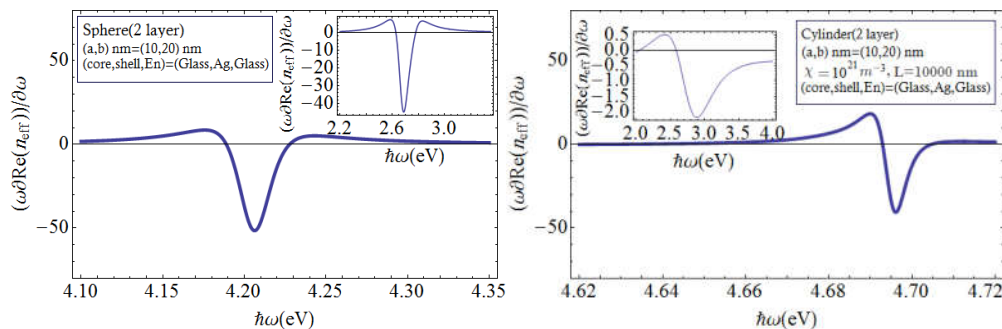 Sphere(2 layer)
(a,b) nm=(10,20) nm
(core,shell,En)=(Glass,Ag,Glass)
(ω∂Re(n_eff))/∂ω
50
0
−50
4.10 4.15 4.20 4.25 4.30 4.35
ℏω(eV)
(ω∂Re(n_eff))/∂ω
0
−10
−20
−30
−40
2.2 2.6 3.0
ℏω(eV)
Cylinder(2 layer)
(a,b) nm=(10,20) nm
χ = 10^21 m^−3, L=10000 nm
(core,shell,En)=(Glass,Ag,Glass)
(ω∂Re(n_eff))/∂ω
50
0
−50
4.62 4.64 4.66 4.68 4.70 4.72
ℏω(eV)
(ω∂Re(n_eff))/∂ω
0.5
0.0
−0.5
−1.0
−1.5
−2.0
2.0 2.5 3.0 3.5 4.0
ℏω(eV)